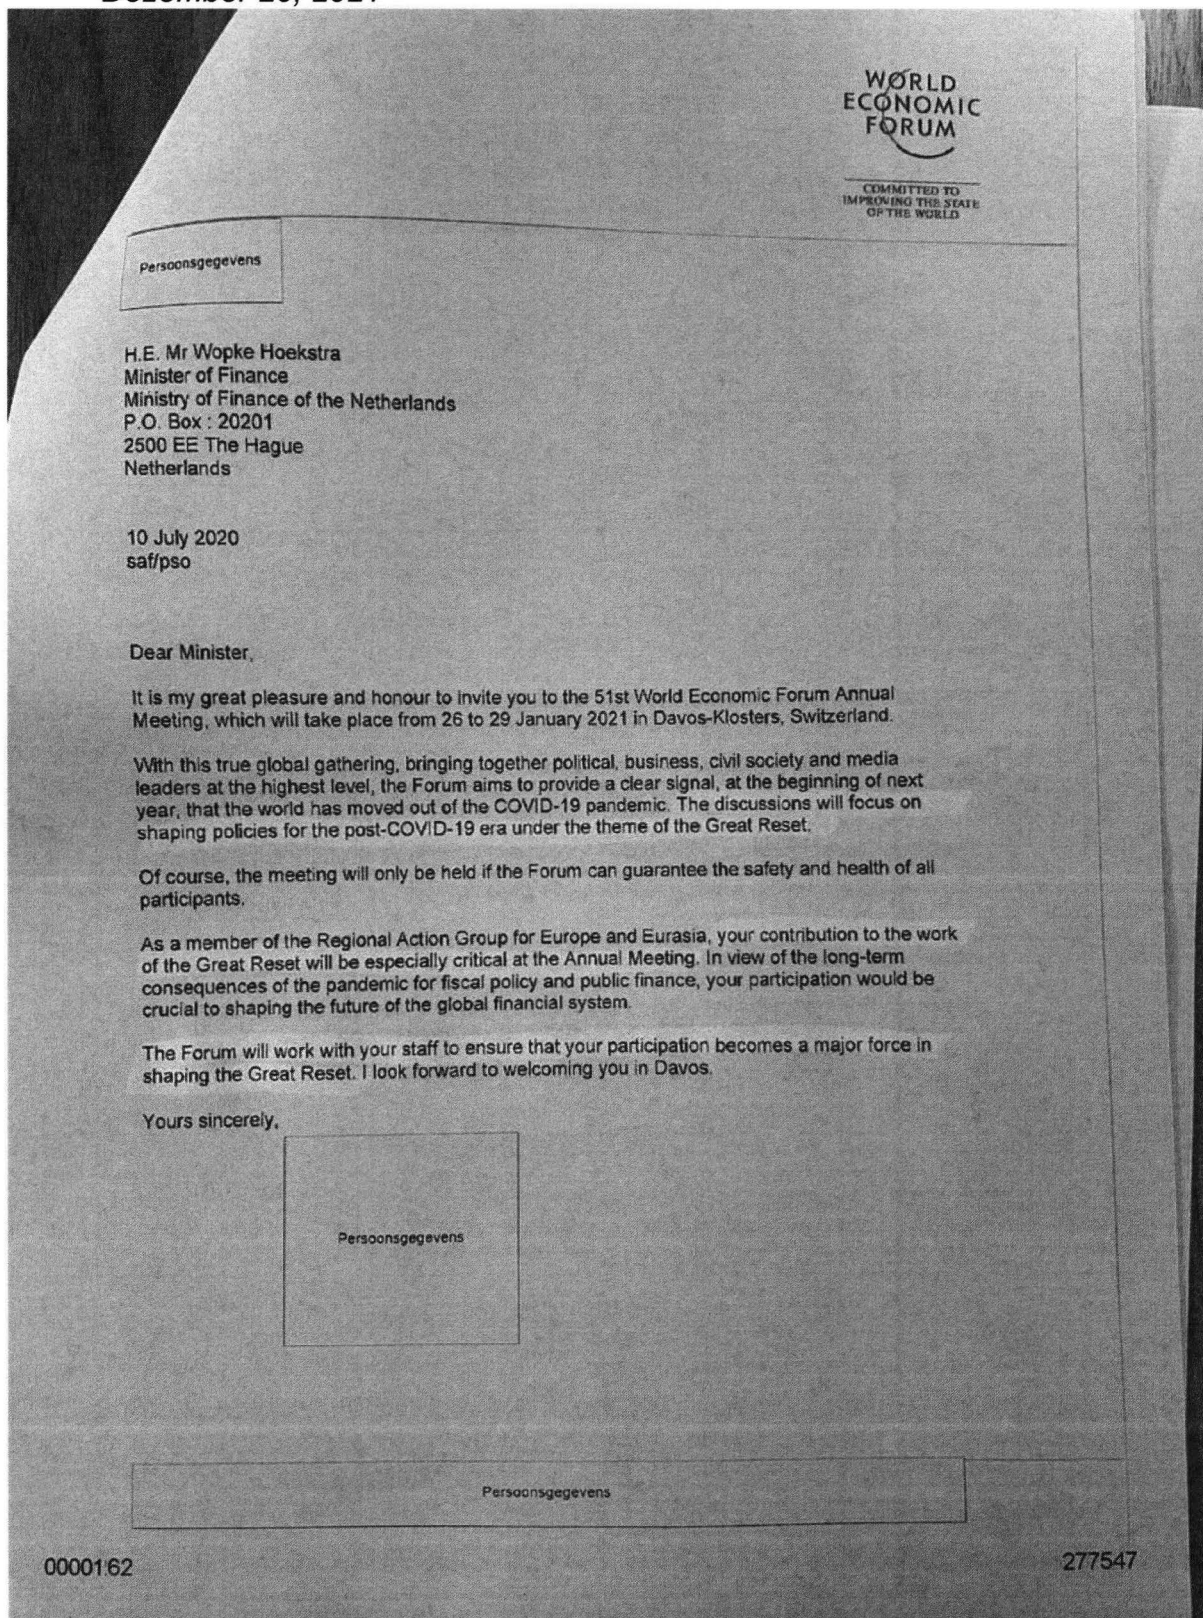 WORLD
ECONOMIC
FORUM
COMMITTED TO
IMPROVING THE STATE
OF THE WORLD
Persoonsgegevens
H.E. Mr Wopke Hoekstra
Minister of Finance
Ministry of Finance of the Netherlands
P.O. Box : 20201
2500 EE The Hague
Netherlands
10 July 2020
saf/pso
Dear Minister,
It is my great pleasure and honour to invite you to the 51st World Economic Forum Annual
Meeting, which will take place from 26 to 29 January 2021 in Davos-Klosters, Switzerland.
With this true global gathering, bringing together political, business, civil society and media
leaders at the highest level, the Forum aims to provide a clear signal, at the beginning of next
year, that the world has moved out of the COVID-19 pandemic. The discussions will focus on
shaping policies for the post-COVID-19 era under the theme of the Great Reset.
Of course, the meeting will only be held if the Forum can guarantee the safety and health of all
participants.
As a member of the Regional Action Group for Europe and Eurasia, your contribution to the work
of the Great Reset will be especially critical at the Annual Meeting. In view of the long-term
consequences of the pandemic for fiscal policy and public finance, your participation would be
crucial to shaping the future of the global financial system.
The Forum will work with your staff to ensure that your participation becomes a major force in
shaping the Great Reset. I look forward to welcoming you in Davos.
Yours sincerely,
Persoonsgegevens
Persoonsgegevens
0000162
277547